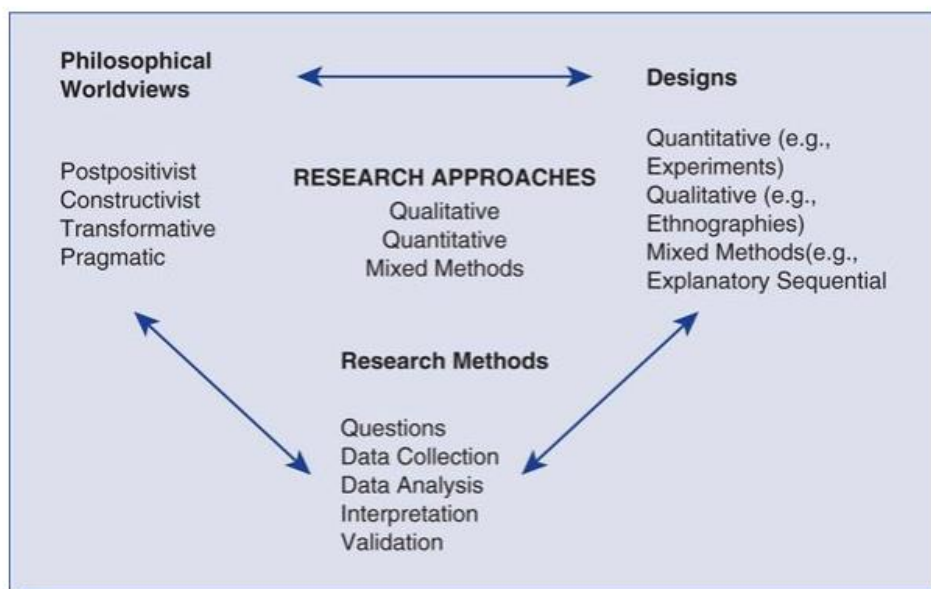 Philosophical
Worldviews
Postpositivist
Constructivist
Transformative
Pragmatic
RESEARCH APPROACHES
Qualitative
Quantitative
Mixed Methods
Designs
Quantitative (e.g.,
Experiments)
Qualitative (e.g.,
Ethnographies)
Mixed Methods(e.g.,
Explanatory Sequential
Research Methods
Questions
Data Collection
Data Analysis
Interpretation
Validation